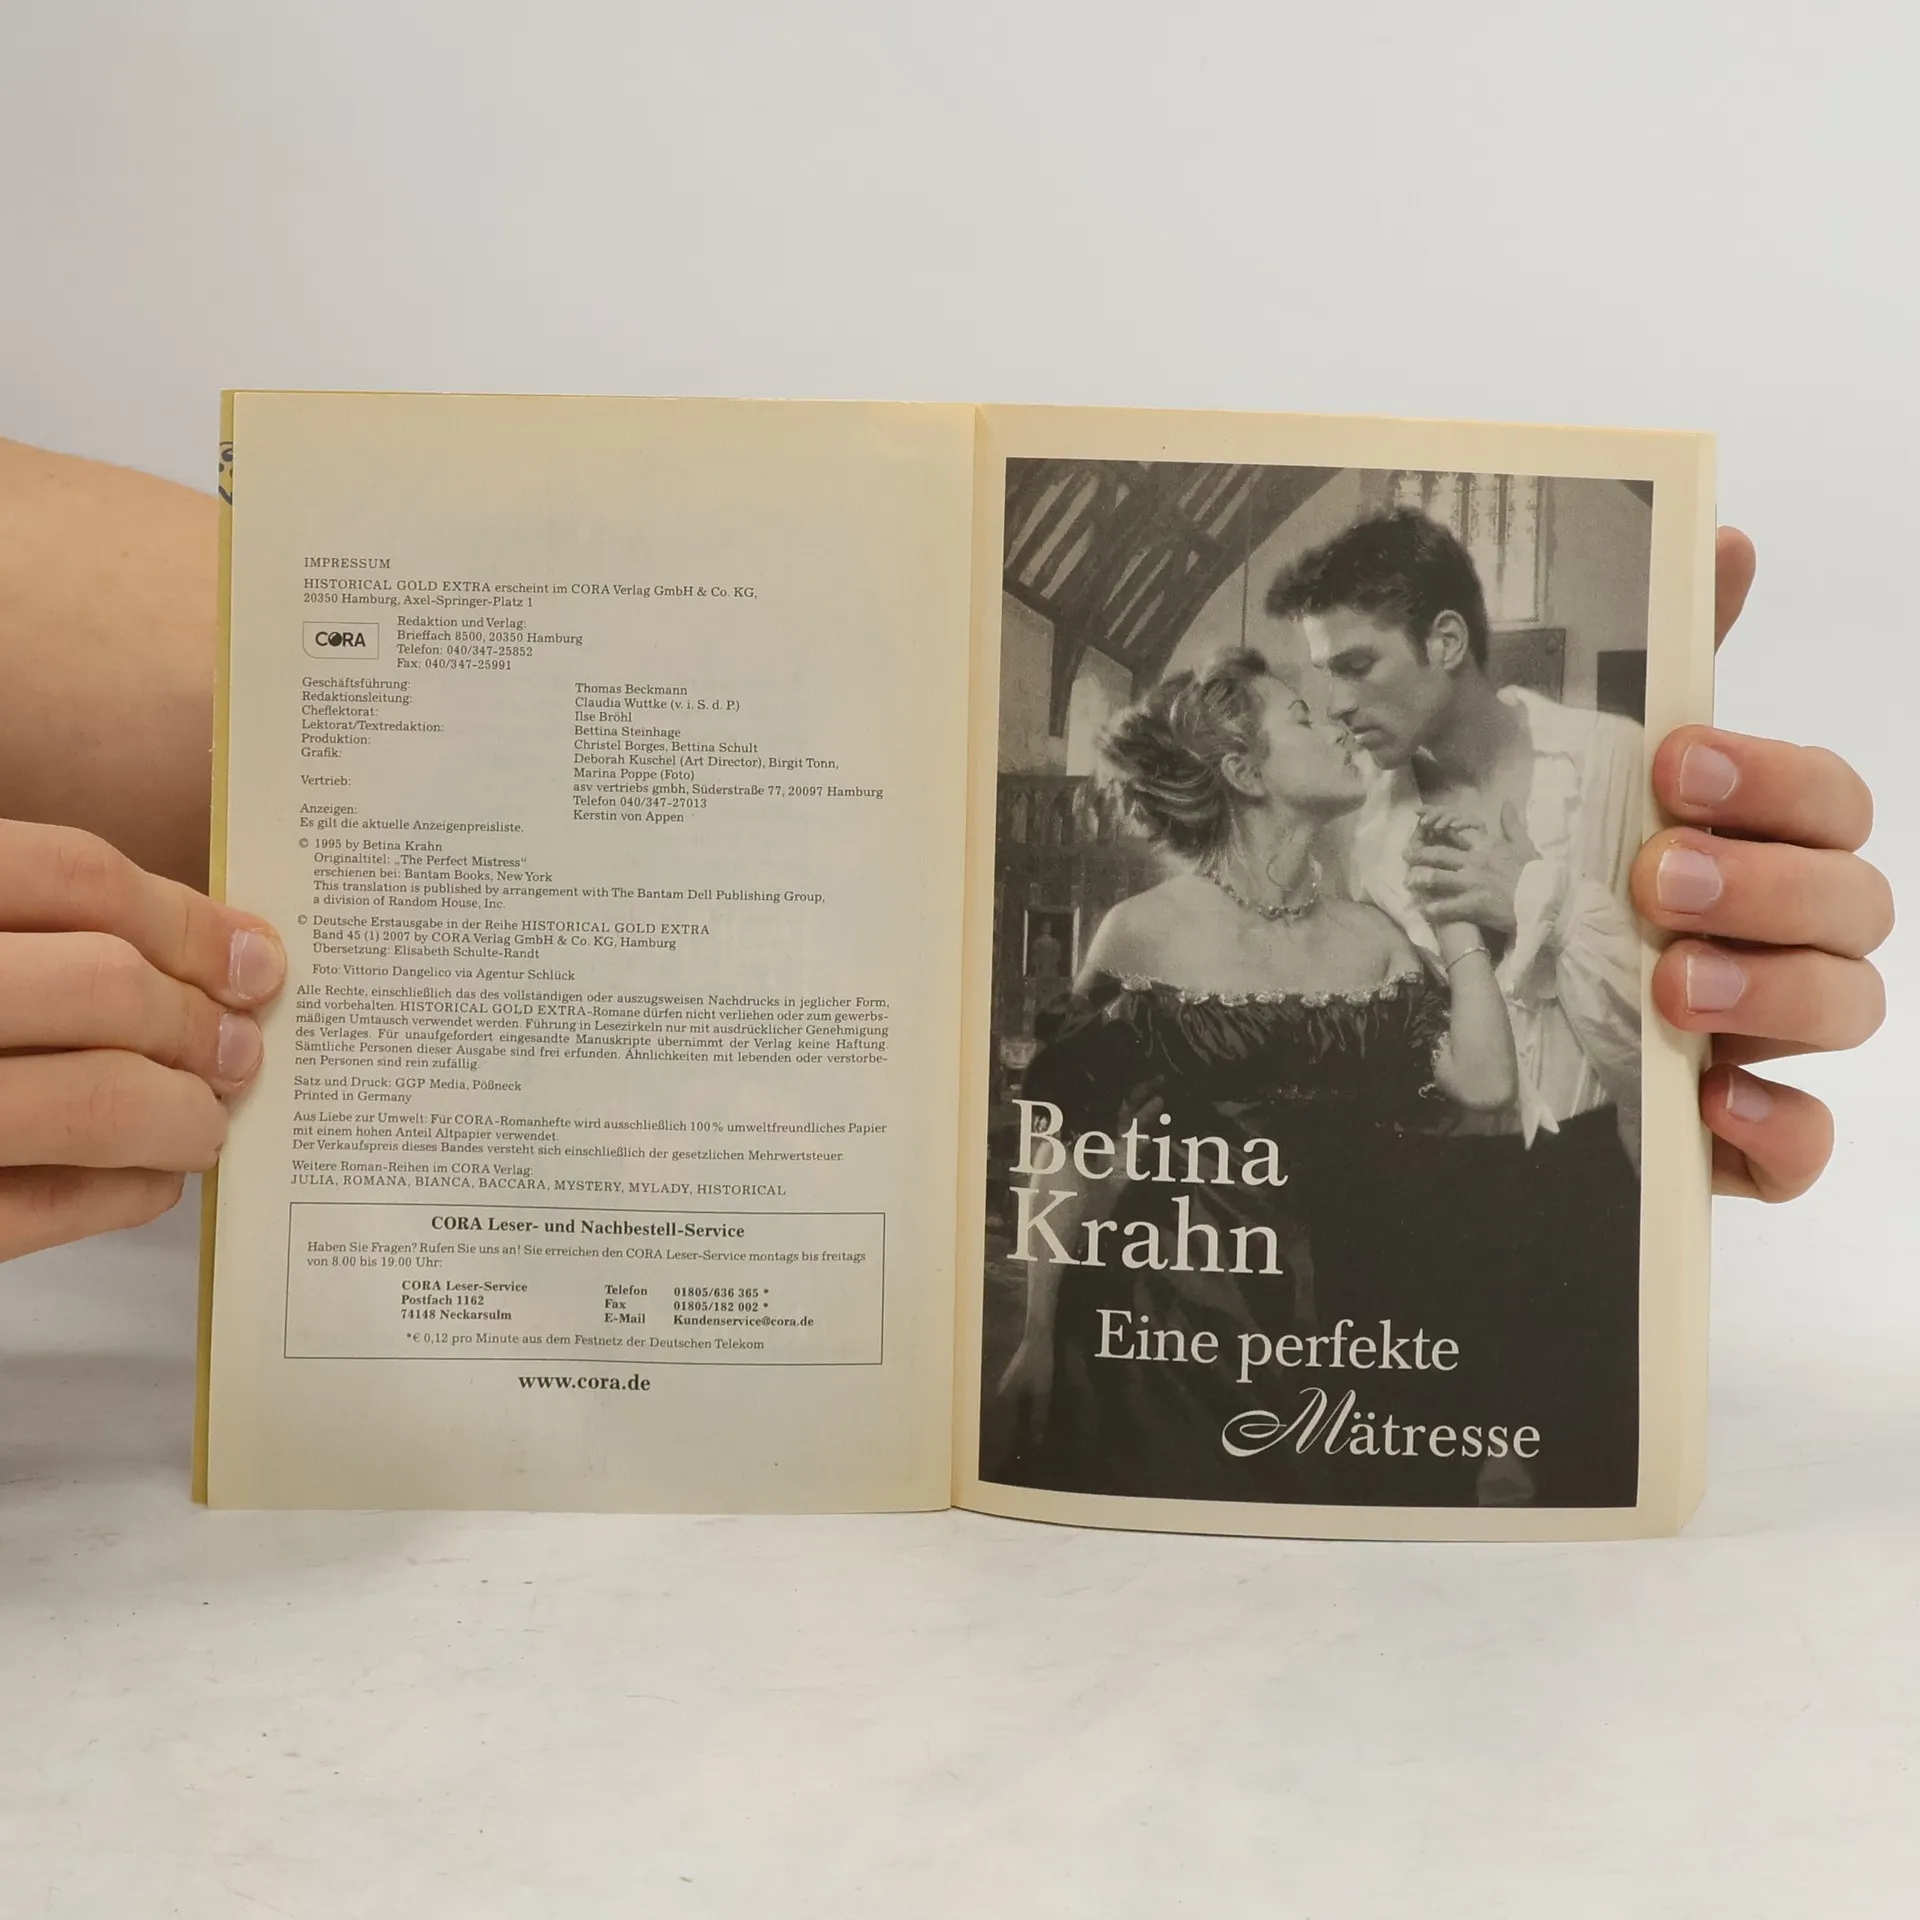 IMPRESSUM
HISTORICAL GOLD EXTRA erscheint im CORA Verlag GmbH & Co. KG,
20350 Hamburg, Axel-Springer-Platz 1
CORA
Redaktion und Verlag:
Brieffach 8500, 20350 Hamburg
Telefon: 040/347-25852
Fax: 040/347-25991
Geschäftsführung: Thomas Beckmann
Redaktionsleitung: Claudia Wuttke (v. i. S. d. P.)
Cheflektorat: Ilse Bröhl
Lektorat/Textredaktion: Bettina Steinhage
Produktion: Christel Borges, Bettina Schult
Grafik: Deborah Kuschel (Art Director), Birgit Tonn,
Marina Poppe (Foto)
Vertrieb: asv vertriebs gmbh, Süderstraße 77, 20097 Hamburg
Telefon 040/347-27013
Anzeigen: Kerstin von Appen
Es gilt die aktuelle Anzeigenpreisliste.
© 1995 by Betina Krahn
Originaltitel: „The Perfect Mistress“
erschienen bei: Bantam Books, New York
This translation is published by arrangement with The Bantam Dell Publishing Group,
a division of Random House, Inc.
© Deutsche Erstausgabe in der Reihe HISTORICAL GOLD EXTRA
Band 45 (1) 2007 by CORA Verlag GmbH & Co. KG, Hamburg
Übersetzung: Elisabeth Schulte-Randt
Foto: Vittorio Dangelico via Agentur Schlück
Alle Rechte, einschließlich das des vollständigen oder auszugsweisen Nachdrucks in jeglicher Form,
sind vorbehalten. HISTORICAL GOLD EXTRA-Romane dürfen nicht verliehen oder zum gewerbs-
mäßigen Umtausch verwendet werden. Führung in Lesezirkeln nur mit ausdrücklicher Genehmigung
des Verlages. Für unaufgefordert eingesandte Manuskripte übernimmt der Verlag keine Haftung.
Sämtliche Personen dieser Ausgabe sind frei erfunden. Ähnlichkeiten mit lebenden oder verstorbe-
nen Personen sind rein zufällig.
Satz und Druck: GGP Media, Pößneck
Printed in Germany
Aus Liebe zur Umwelt: Für CORA-Romanhefte wird ausschließlich 100% umweltfreundliches Papier
mit einem hohen Anteil Altpapier verwendet.
Der Verkaufspreis dieses Bandes versteht sich einschließlich der gesetzlichen Mehrwertsteuer.
Weitere Roman-Reihen im CORA Verlag:
JULIA, ROMANA, BIANCA, BACCARA, MYSTERY, MYLADY, HISTORICAL
CORA Leser- und Nachbestell-Service
Haben Sie Fragen? Rufen Sie uns an! Sie erreichen den CORA Leser-Service montags bis freitags
von 8.00 bis 19.00 Uhr:
CORA Leser-Service Telefon 01805/636 365 *
Postfach 1162 Fax 01805/182 002 *
74148 Neckarsulm E-Mail Kundenservice@cora.de
*€ 0,12 pro Minute aus dem Festnetz der Deutschen Telekom
www.cora.de
Betina
Krahn
Eine perfekte
Mätresse